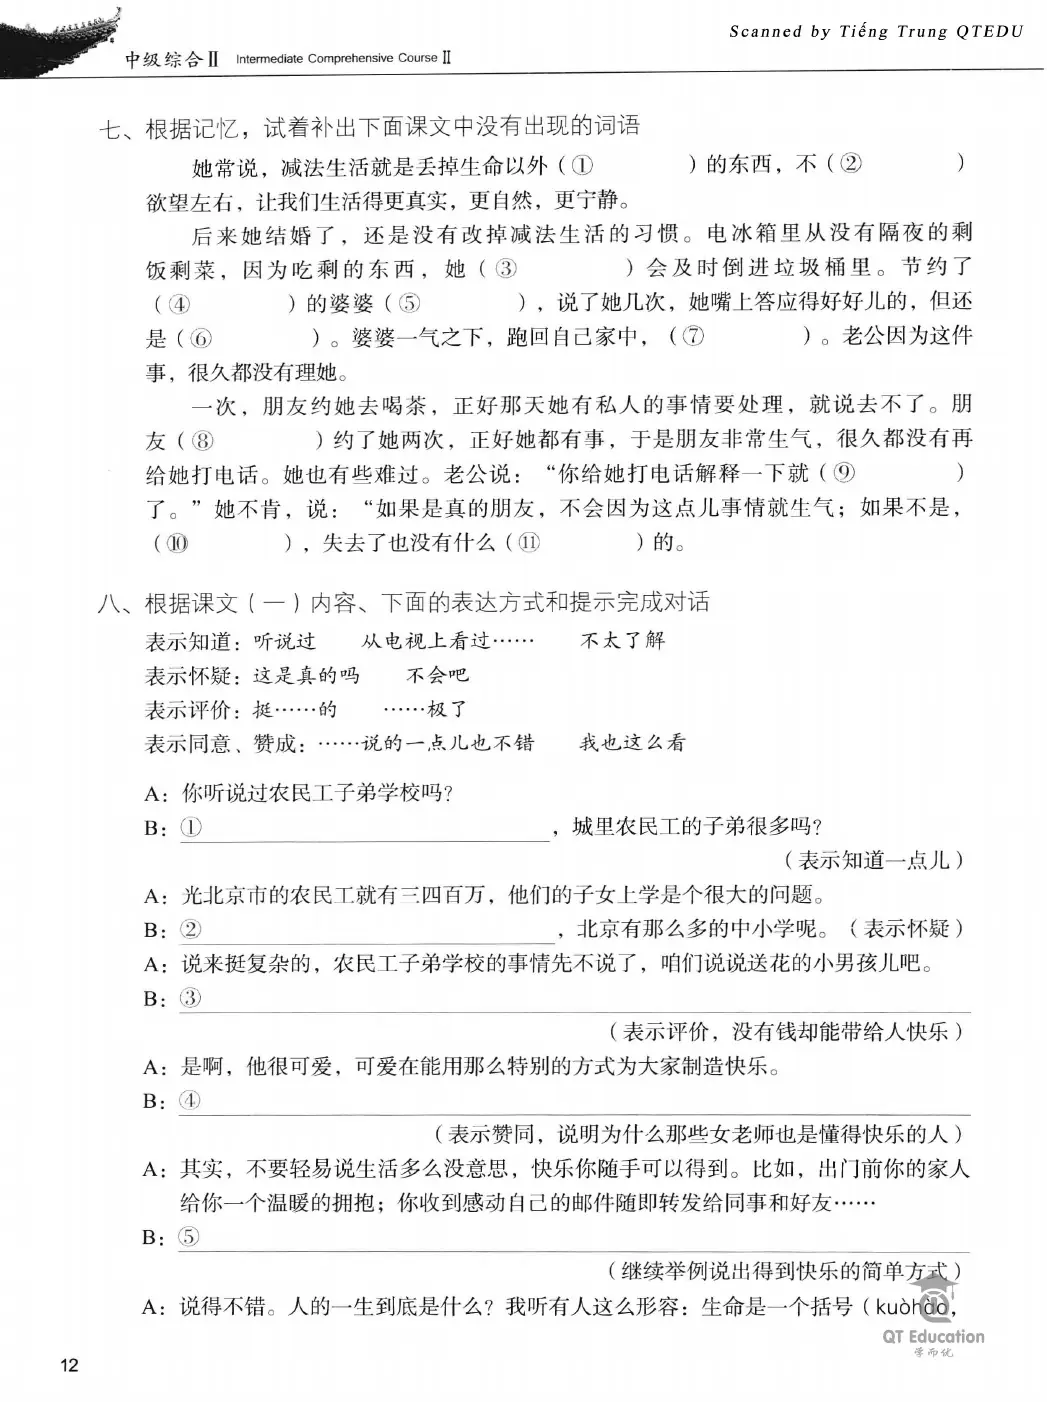 Scanned by Tiếng Trung QTEDU
中级综合Ⅱ Intermediate Comprehensive Course Ⅱ
七、根据记忆，试着补出下面课文中没有出现的词语
她常说，减法生活就是丢掉生命以外（① ）的东西，不（② ）
欲望左右，让我们生活得更真实，更自然，更宁静。
后来她结婚了，还是没有改掉减法生活的习惯。电冰箱里从没有隔夜的剩
饭剩菜，因为吃剩的东西，她（③ ）会及时倒进垃圾桶里。节约了
（④ ）的婆婆（⑤ ），说了她几次，她嘴上答应得好好儿的，但还
是（⑥ ）。婆婆一气之下，跑回自己家中，（⑦ ）。老公因为这件
事，很久都没有理她。
一次，朋友约她去喝茶，正好那天她有私人的事情要处理，就说去不了。朋
友（⑧ ）约了她两次，正好她都有事，于是朋友非常生气，很久都没有再
给她打电话。她也有些难过。老公说：“你给她打电话解释一下就（⑨ ）
了。”她不肯，说：“如果是真的朋友，不会因为这点儿事情就生气；如果不是，
（⑩ ），失去了也没有什么（⑪ ）的。
八、根据课文（一）内容、下面的表达方式和提示完成对话
表示知道：听说过 从电视上看过…… 不太了解
表示怀疑：这是真的吗 不会吧
表示评价：挺……的 ……极了
表示同意、赞成：……说的一点儿也不错 我也这么看
A：你听说过农民工子弟学校吗？
B：① ，城里农民工的子弟很多吗？
（表示知道一点儿）
A：光北京市的农民工就有三四百万，他们的子女上学是个很大的问题。
B：② ，北京有那么多的中小学呢。（表示怀疑）
A：说来挺复杂的，农民工子弟学校的事情先不说了，咱们说说送花的小男孩儿吧。
B：③
（表示评价，没有钱却能带给人快乐）
A：是啊，他很可爱，可爱在能用那么特别的方式为大家制造快乐。
B：④
（表示赞同，说明为什么那些女老师也是懂得快乐的人）
A：其实，不要轻易说生活多么没意思，快乐你随手可以得到。比如，出门前你的家人
给你一个温暖的拥抱；你收到感动自己的邮件随即转发给同事和好友……
B：⑤
（继续举例说出得到快乐的简单方式）
A：说得不错。人的一生到底是什么？我听有人这么形容：生命是一个括号（kuòhào，
QT Education
学而优
12